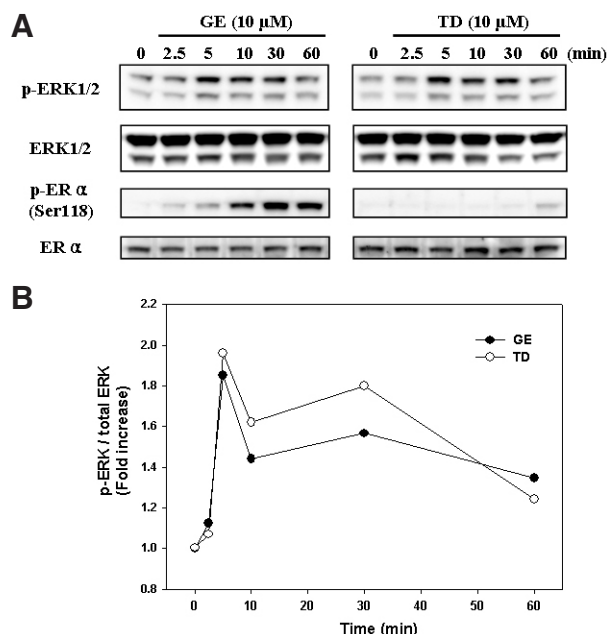 A
GE (10 µM) TD (10 µM)
0 2.5 5 10 30 60 0 2.5 5 10 30 60 (min)
p-ERK1/2
ERK1/2
p-ER α
(Ser118)
ER α
B
2.2
2.0
1.8
1.6
1.4
1.2
1.0
0.8
p-ERK / total ERK
(Fold increase)
GE
TD
0 10 20 30 40 50 60
Time (min)